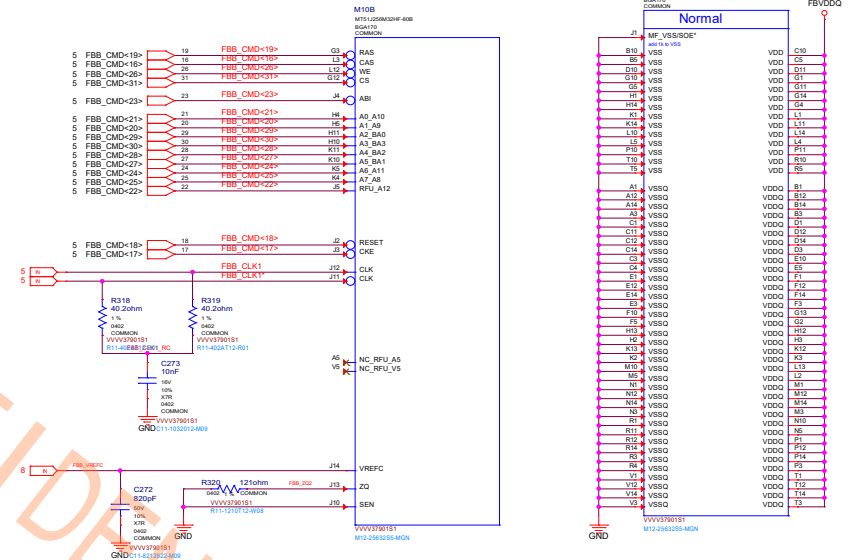 M10B
MT51J256M32HF-80B
BGA170
COMMON
5 FBB_CMD<19> 19 FBB_CMD<19> G3 RAS
5 FBB_CMD<16> 16 FBB_CMD<16> L3 CAS
5 FBB_CMD<26> 26 FBB_CMD<26> L12 WE
5 FBB_CMD<31> 31 FBB_CMD<31> G12 CS
5 FBB_CMD<23> 23 FBB_CMD<23> J4 ABI
5 FBB_CMD<21> 21 FBB_CMD<21> H4 A0_A10
5 FBB_CMD<20> 20 FBB_CMD<20> H5 A1_A9
5 FBB_CMD<29> 29 FBB_CMD<29> H11 A2_BA0
5 FBB_CMD<30> 30 FBB_CMD<30> H10 A3_BA3
5 FBB_CMD<28> 28 FBB_CMD<28> K11 A4_BA2
5 FBB_CMD<27> 27 FBB_CMD<27> K10 A5_BA1
5 FBB_CMD<24> 24 FBB_CMD<24> K5 A6_A11
5 FBB_CMD<25> 25 FBB_CMD<25> K4 A7_A8
5 FBB_CMD<22> 22 FBB_CMD<22> J5 RFU_A12
5 FBB_CMD<18> 18 FBB_CMD<18> J2 RESET
5 FBB_CMD<17> 17 FBB_CMD<17> J3 CKE
5 IN FBB_CLK1 J12 CLK
5 IN FBB_CLK1* J11 CLK
R318
40.2ohm
1 %
0402
COMMON
VVVV37901S1
R319
40.2ohm
1 %
0402
COMMON
VVVV37901S1
R11-402AT12-R01
C273
10nF
16V
10%
X7R
0402
COMMON
VVVV37901S1
GND C11-1032012-M09
A5 NC_RFU_A5
V5 NC_RFU_V5
8 IN FBB_VREFC J14 VREFC
R320 121ohm FBB_ZQ2 J13 ZQ
0402 1 % COMMON
VVVV37901S1
R11-1210T12-W08
J10 SEN
GND
C272
820pF
50V
10%
X7R
0402
COMMON
VVVV37901S1
GND C11-8212822-M09
VVVV37901S1
M12-25632S5-MGN
COMMON
FBVDDQ
Normal
J1 MF_VSS/SOE*
add 1k to VSS
B10 VSS VDD C10
B5 VSS VDD C5
D10 VSS VDD D11
G10 VSS VDD G1
G5 VSS VDD G11
H1 VSS VDD G14
H14 VSS VDD G4
K1 VSS VDD L1
K14 VSS VDD L11
L10 VSS VDD L14
L5 VSS VDD L4
P10 VSS VDD P11
T10 VSS VDD R10
T5 VSS VDD R5
A1 VSSQ VDDQ B1
A12 VSSQ VDDQ B12
A14 VSSQ VDDQ B14
A3 VSSQ VDDQ B3
C1 VSSQ VDDQ D1
C11 VSSQ VDDQ D12
C12 VSSQ VDDQ D14
C14 VSSQ VDDQ D3
C3 VSSQ VDDQ E10
C4 VSSQ VDDQ E5
E1 VSSQ VDDQ F1
E12 VSSQ VDDQ F12
E14 VSSQ VDDQ F14
E3 VSSQ VDDQ F3
F10 VSSQ VDDQ G13
F5 VSSQ VDDQ G2
H13 VSSQ VDDQ H12
H2 VSSQ VDDQ H3
K13 VSSQ VDDQ K12
K2 VSSQ VDDQ K3
M10 VSSQ VDDQ L13
M5 VSSQ VDDQ L2
N1 VSSQ VDDQ M1
N12 VSSQ VDDQ M12
N14 VSSQ VDDQ M14
N3 VSSQ VDDQ M3
R1 VSSQ VDDQ N10
R11 VSSQ VDDQ N5
R12 VSSQ VDDQ P1
R14 VSSQ VDDQ P12
R3 VSSQ VDDQ P14
R4 VSSQ VDDQ P3
V1 VSSQ VDDQ T1
V12 VSSQ VDDQ T12
V14 VSSQ VDDQ T14
V3 VSSQ VDDQ T3
GND
VVVV37901S1
M12-25632S5-MGN